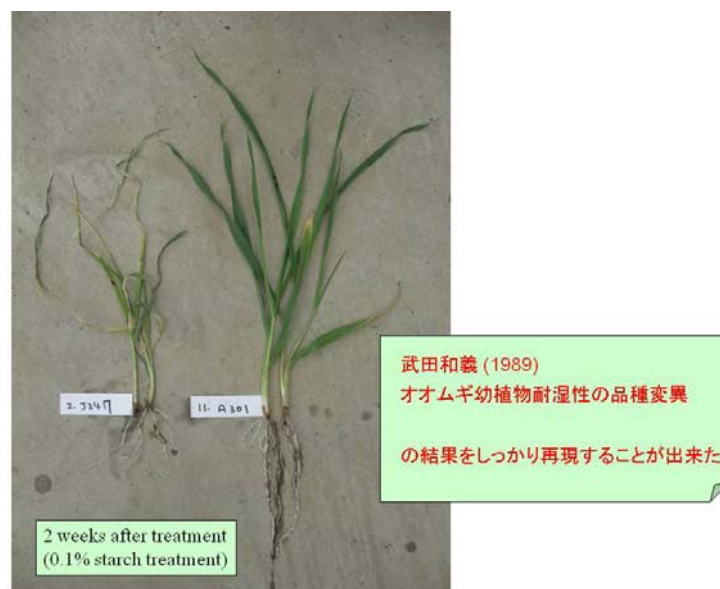 2. J247
11. A301
武田和義 (1989)
オオムギ幼植物耐湿性の品種変異
の結果をしっかり再現することが出来た
2 weeks after treatment
(0.1% starch treatment)